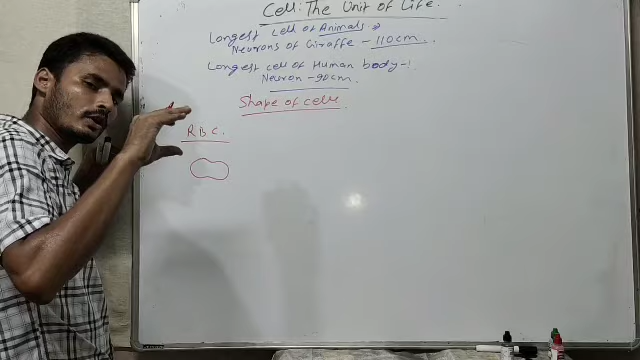 Cell: The Unit of Life.
Longest cell of Animals :-
Neurons of Giraffe - 110cm.
Longest cell of Human body - :
Neuron - 90cm.
Shape of cell
R B C.